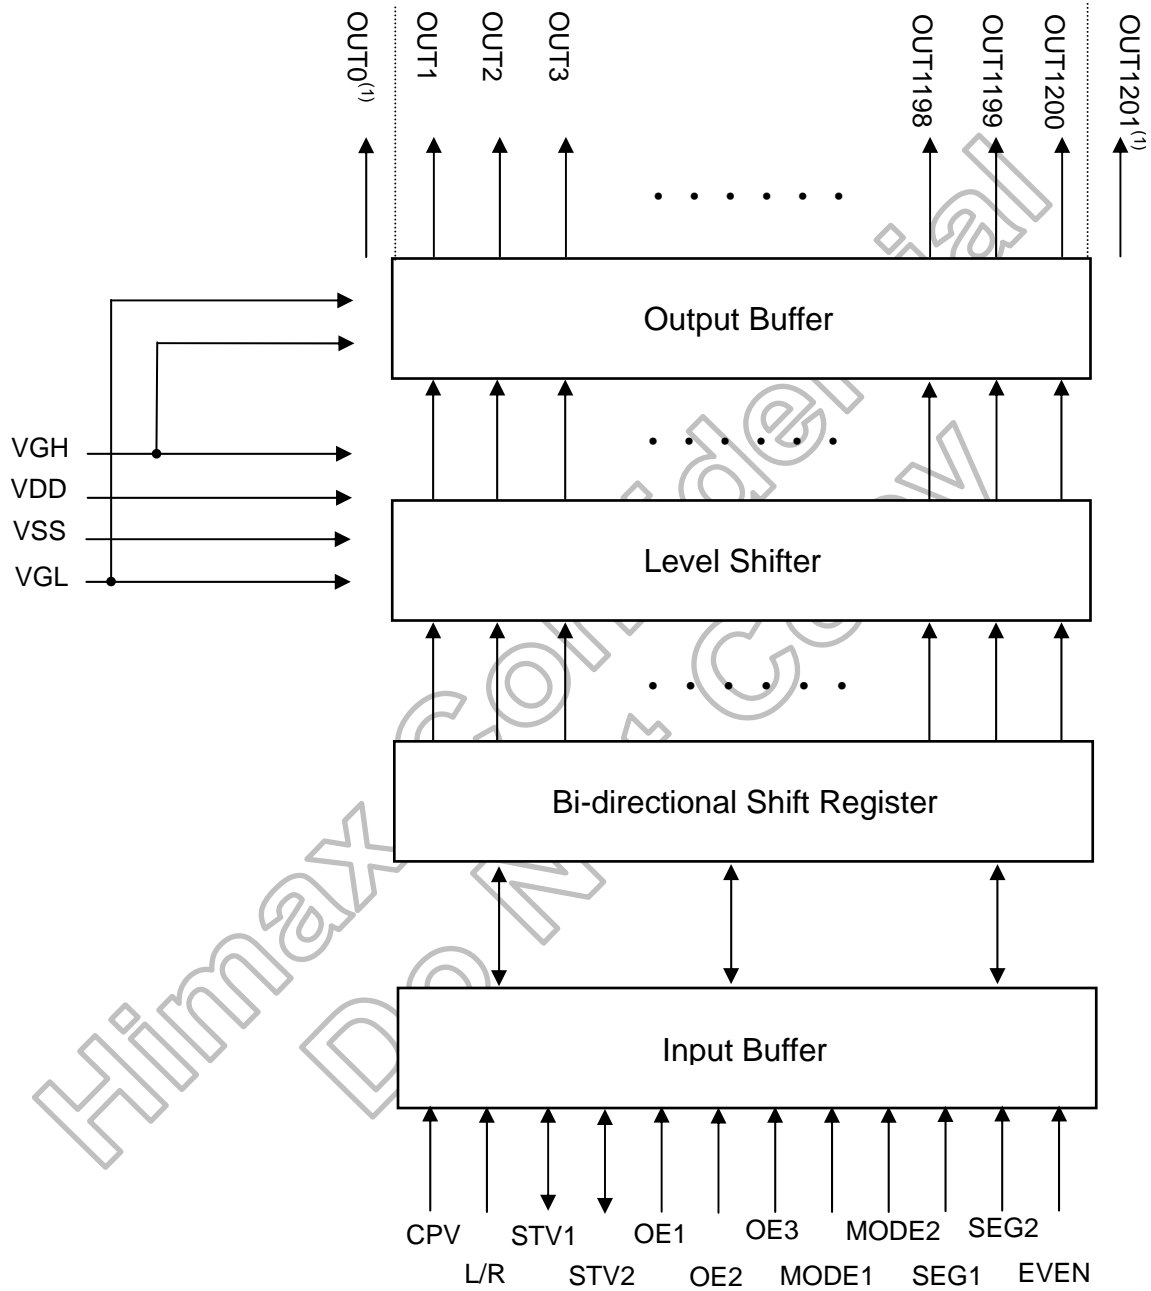 OUT0(1)
OUT1
OUT2
OUT3
OUT1198
OUT1199
OUT1200
OUT1201(1)
Output Buffer
VGH
VDD
VSS
VGL
Level Shifter
Bi-directional Shift Register
Input Buffer
CPV
L/R
STV1
STV2
OE1
OE2
OE3
MODE1
MODE2
SEG1
SEG2
EVEN
Himax Confidential
Do Not Copy